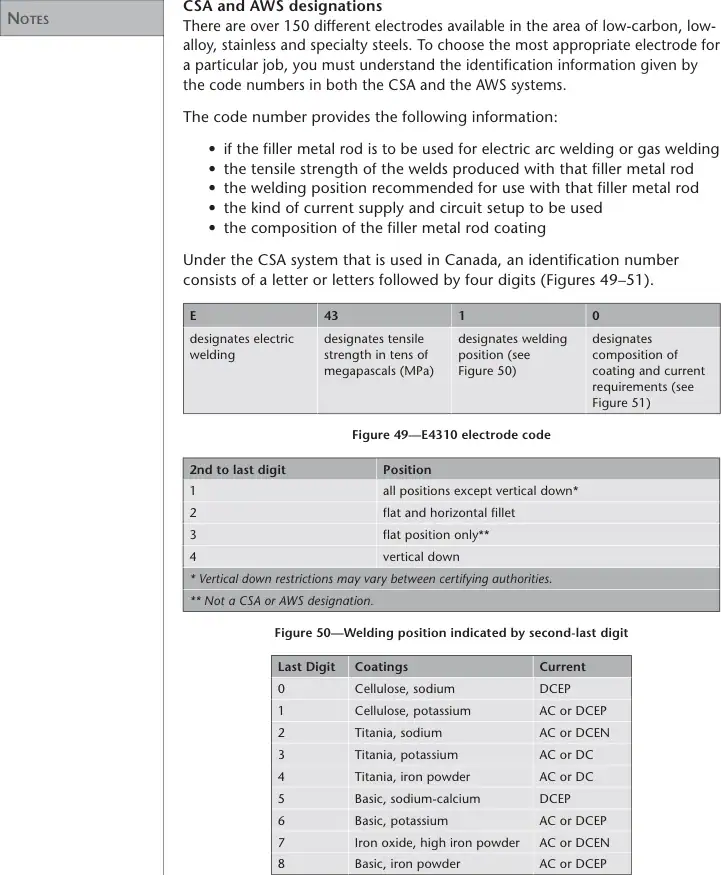 NOTES
CSA and AWS designations
There are over 150 different electrodes available in the area of low-carbon, low-
alloy, stainless and specialty steels. To choose the most appropriate electrode for
a particular job, you must understand the identification information given by
the code numbers in both the CSA and the AWS systems.
The code number provides the following information:
• if the filler metal rod is to be used for electric arc welding or gas welding
• the tensile strength of the welds produced with that filler metal rod
• the welding position recommended for use with that filler metal rod
• the kind of current supply and circuit setup to be used
• the composition of the filler metal rod coating
Under the CSA system that is used in Canada, an identification number
consists of a letter or letters followed by four digits (Figures 49–51).
E 43 1 0
designates electric designates tensile designates welding designates
welding strength in tens of position (see composition of
megapascals (MPa) Figure 50) coating and current
requirements (see
Figure 51)
Figure 49—E4310 electrode code
2nd to last digit Position
1 all positions except vertical down*
2 flat and horizontal fillet
3 flat position only**
4 vertical down
* Vertical down restrictions may vary between certifying authorities.
** Not a CSA or AWS designation.
Figure 50—Welding position indicated by second-last digit
Last Digit Coatings Current
0 Cellulose, sodium DCEP
1 Cellulose, potassium AC or DCEP
2 Titania, sodium AC or DCEN
3 Titania, potassium AC or DC
4 Titania, iron powder AC or DC
5 Basic, sodium-calcium DCEP
6 Basic, potassium AC or DCEP
7 Iron oxide, high iron powder AC or DCEN
8 Basic, iron powder AC or DCEP